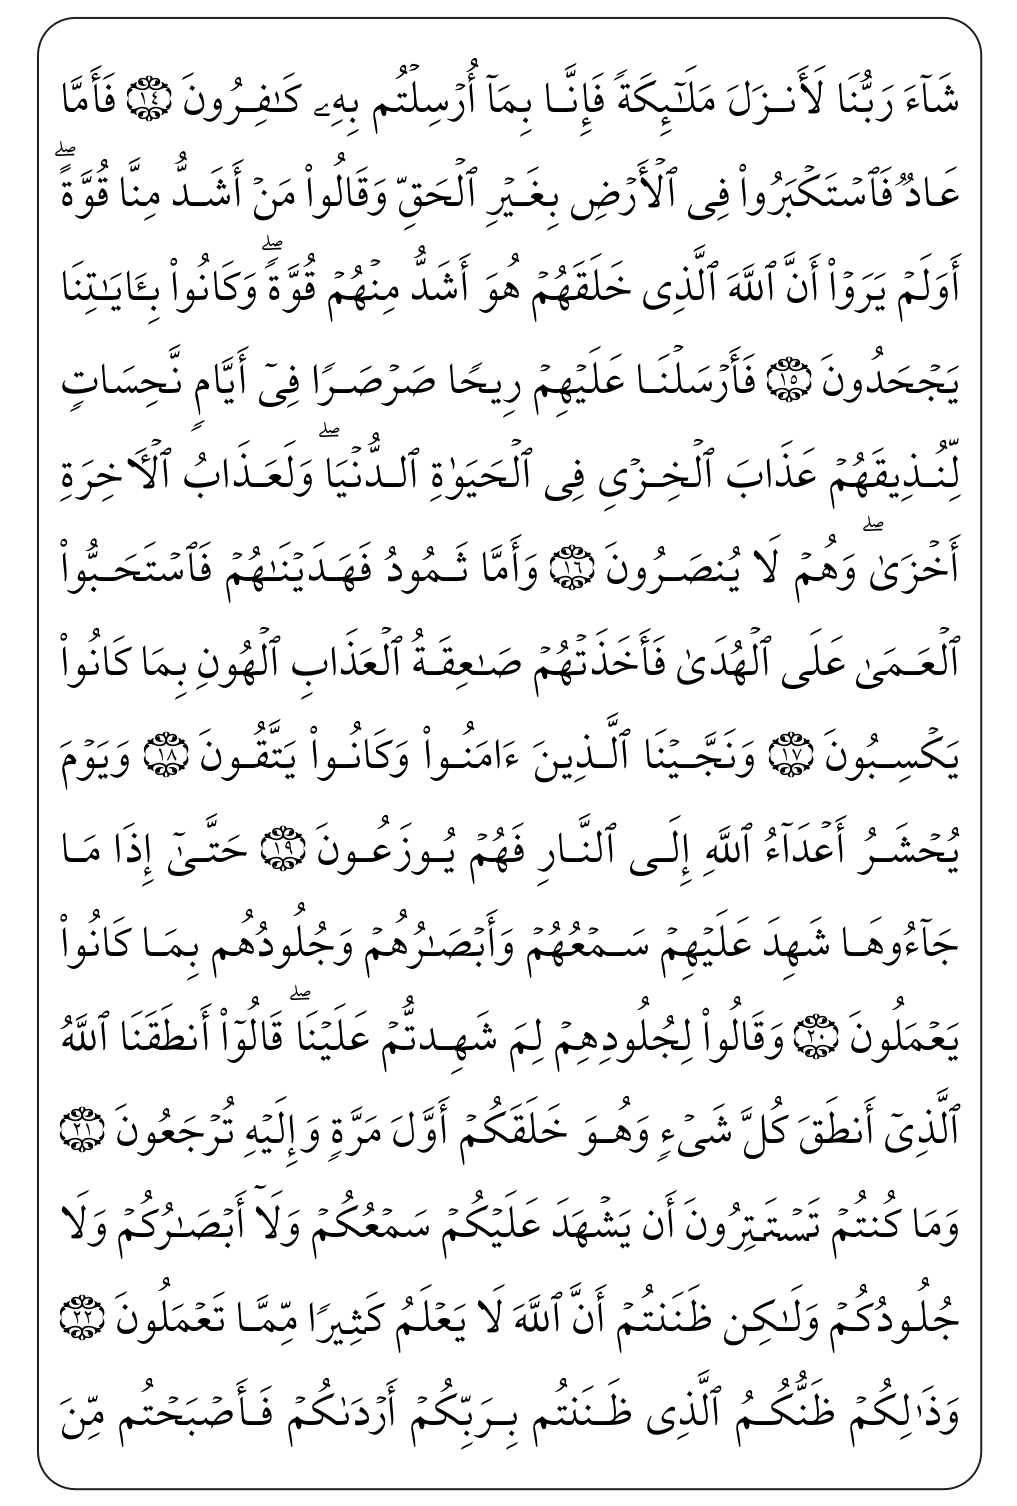 شَآءَ رَبُّنَا لَأَنزَلَ مَلَـٰٓئِكَةً فَإِنَّا بِمَآ أُرْسِلْتُم بِهِۦ كَـٰفِرُونَ ١٤ فَأَمَّا
عَادٌ فَٱسْتَكْبَرُوا۟ فِى ٱلْأَرْضِ بِغَيْرِ ٱلْحَقِّ وَقَالُوا۟ مَنْ أَشَدُّ مِنَّا قُوَّةً ۖ
أَوَلَمْ يَرَوْا۟ أَنَّ ٱللَّهَ ٱلَّذِى خَلَقَهُمْ هُوَ أَشَدُّ مِنْهُمْ قُوَّةً ۖ وَكَانُوا۟ بِـَٔايَـٰتِنَا
يَجْحَدُونَ ١٥ فَأَرْسَلْنَا عَلَيْهِمْ رِيحًا صَرْصَرًا فِىٓ أَيَّامٍ نَّحِسَاتٍ
لِّنُذِيقَهُمْ عَذَابَ ٱلْخِزْىِ فِى ٱلْحَيَوٰةِ ٱلدُّنْيَا ۖ وَلَعَذَابُ ٱلْـَٔاخِرَةِ
أَخْزَىٰ ۖ وَهُمْ لَا يُنصَرُونَ ١٦ وَأَمَّا ثَمُودُ فَهَدَيْنَـٰهُمْ فَٱسْتَحَبُّوا۟
ٱلْعَمَىٰ عَلَى ٱلْهُدَىٰ فَأَخَذَتْهُمْ صَـٰعِقَةُ ٱلْعَذَابِ ٱلْهُونِ بِمَا كَانُوا۟
يَكْسِبُونَ ١٧ وَنَجَّيْنَا ٱلَّذِينَ ءَامَنُوا۟ وَكَانُوا۟ يَتَّقُونَ ١٨ وَيَوْمَ
يُحْشَرُ أَعْدَآءُ ٱللَّهِ إِلَى ٱلنَّارِ فَهُمْ يُوزَعُونَ ١٩ حَتَّىٰٓ إِذَا مَا
جَآءُوهَا شَهِدَ عَلَيْهِمْ سَمْعُهُمْ وَأَبْصَـٰرُهُمْ وَجُلُودُهُم بِمَا كَانُوا۟
يَعْمَلُونَ ٢٠ وَقَالُوا۟ لِجُلُودِهِمْ لِمَ شَهِدتُّمْ عَلَيْنَا ۖ قَالُوٓا۟ أَنطَقَنَا ٱللَّهُ
ٱلَّذِىٓ أَنطَقَ كُلَّ شَىْءٍ وَهُوَ خَلَقَكُمْ أَوَّلَ مَرَّةٍ وَإِلَيْهِ تُرْجَعُونَ ٢١
وَمَا كُنتُمْ تَسْتَتِرُونَ أَن يَشْهَدَ عَلَيْكُمْ سَمْعُكُمْ وَلَآ أَبْصَـٰرُكُمْ وَلَا
جُلُودُكُمْ وَلَـٰكِن ظَنَنتُمْ أَنَّ ٱللَّهَ لَا يَعْلَمُ كَثِيرًا مِّمَّا تَعْمَلُونَ ٢٢
وَذَٰلِكُمْ ظَنُّكُمُ ٱلَّذِى ظَنَنتُم بِرَبِّكُمْ أَرْدَىٰكُمْ فَأَصْبَحْتُم مِّنَ